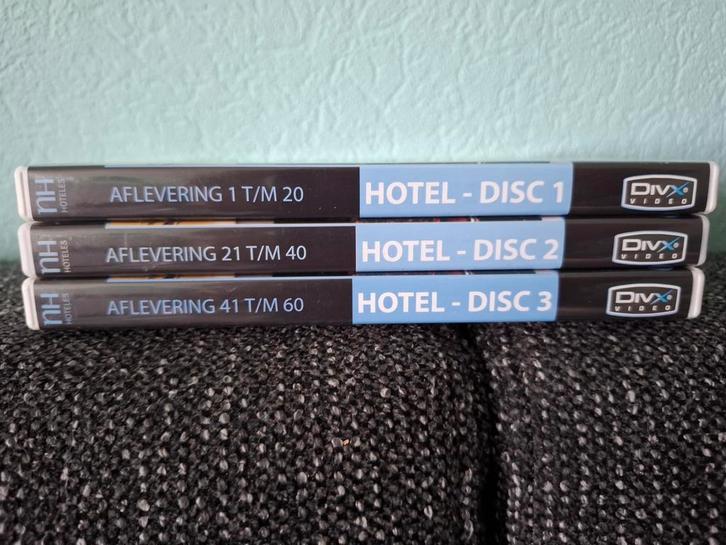 nH HOTELES AFLEVERING 1 T/M 20 HOTEL - DISC 1 DIVX VIDEO
nH HOTELES AFLEVERING 21 T/M 40 HOTEL - DISC 2 DIVX VIDEO
nH HOTELES AFLEVERING 41 T/M 60 HOTEL - DISC 3 DIVX VIDEO